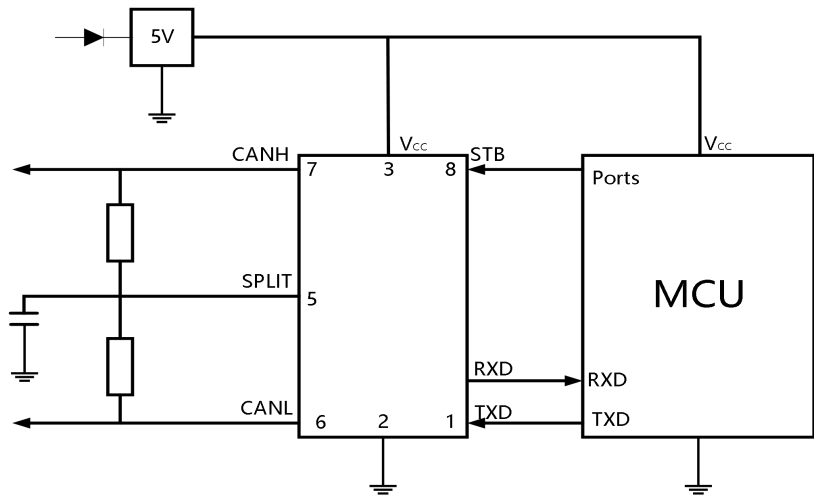 5V
CANH
VCC
STB
VCC
7
3
8
Ports
SPLIT
5
MCU
RXD
RXD
CANL
TXD
TXD
6
2
1